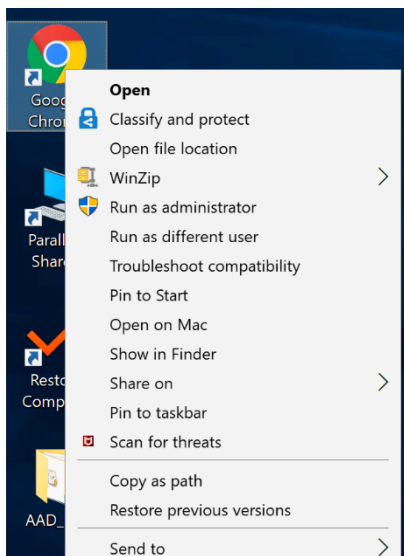 Goog
Chro
Open
Classify and protect
Open file location
WinZip
Run as administrator
Run as different user
Troubleshoot compatibility
Pin to Start
Open on Mac
Show in Finder
Share on
Pin to taskbar
Scan for threats
Copy as path
Restore previous versions
Send to
Parall
Shar
Resto
Comp
AAD_